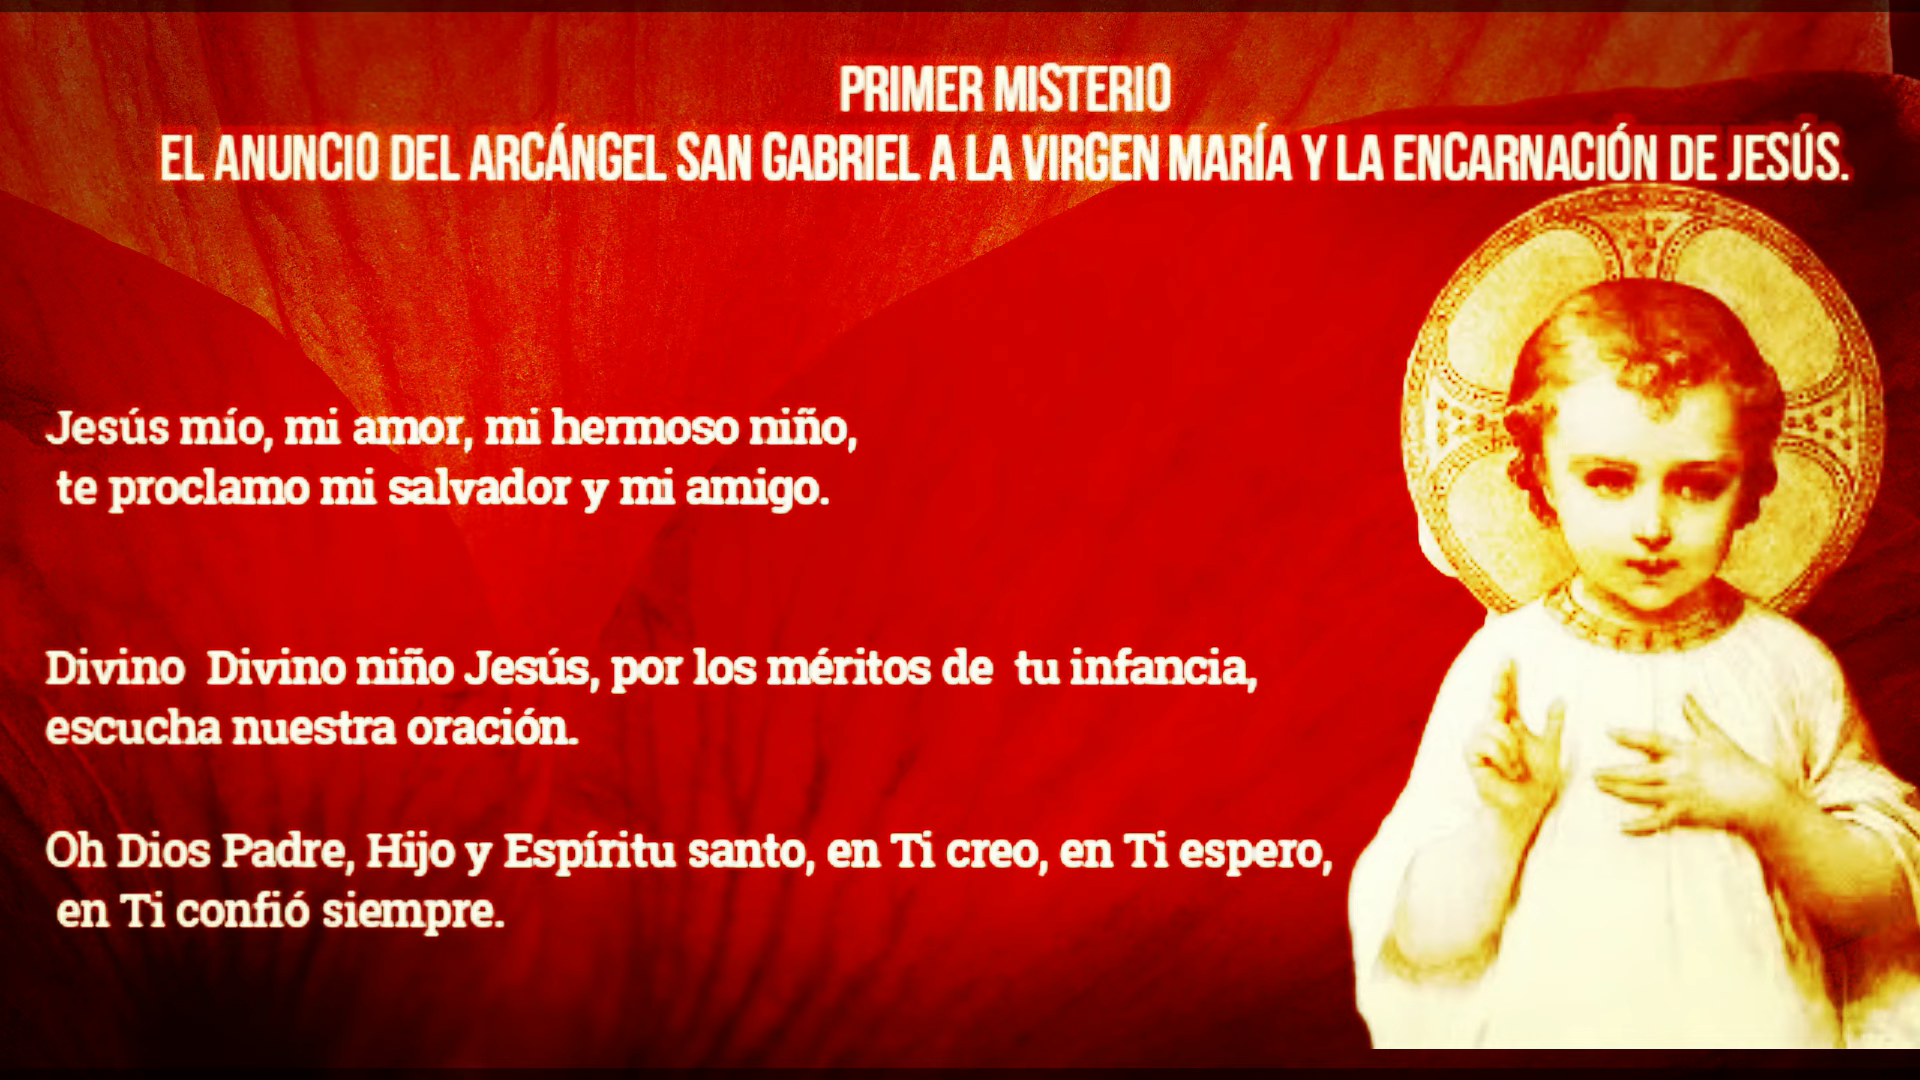 PRIMER MISTERIO
EL ANUNCIO DEL ARCÁNGEL SAN GABRIEL A LA VIRGEN MARÍA Y LA ENCARNACIÓN DE JESÚS.
Jesús mío, mi amor, mi hermoso niño,
te proclamo mi salvador y mi amigo.
Divino Divino niño Jesús, por los méritos de tu infancia,
escucha nuestra oración.
Oh Dios Padre, Hijo y Espíritu santo, en Ti creo, en Ti espero,
en Ti confió siempre.